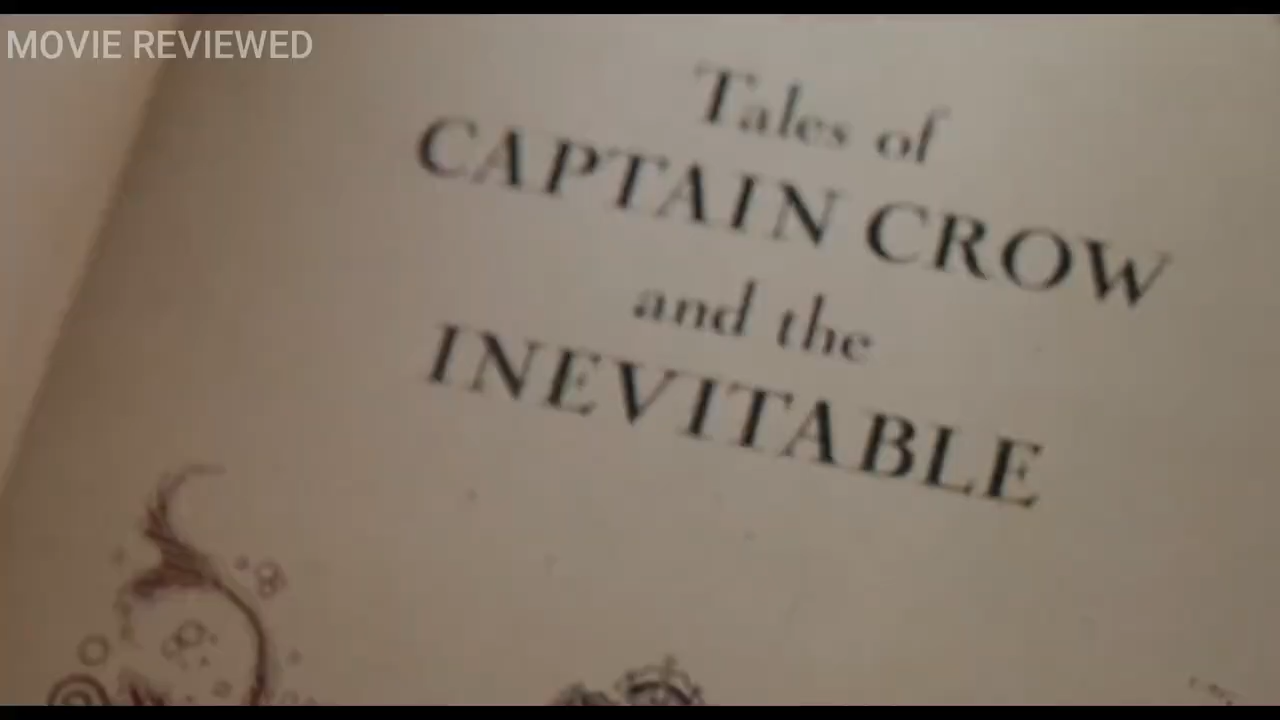 MOVIE REVIEWED
Tales of
CAPTAIN CROW
and the
INEVITABLE